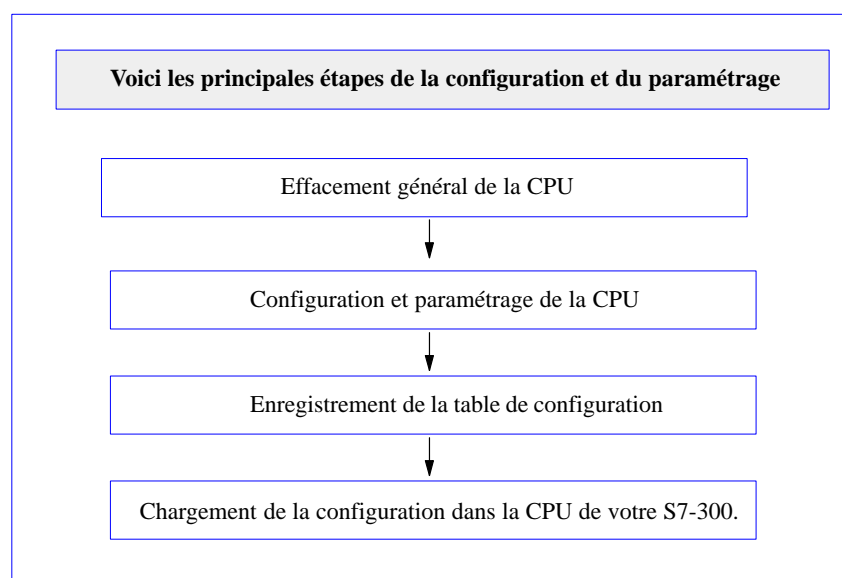 Voici les principales étapes de la configuration et du paramétrage
Effacement général de la CPU
Configuration et paramétrage de la CPU
Enregistrement de la table de configuration
Chargement de la configuration dans la CPU de votre S7-300.